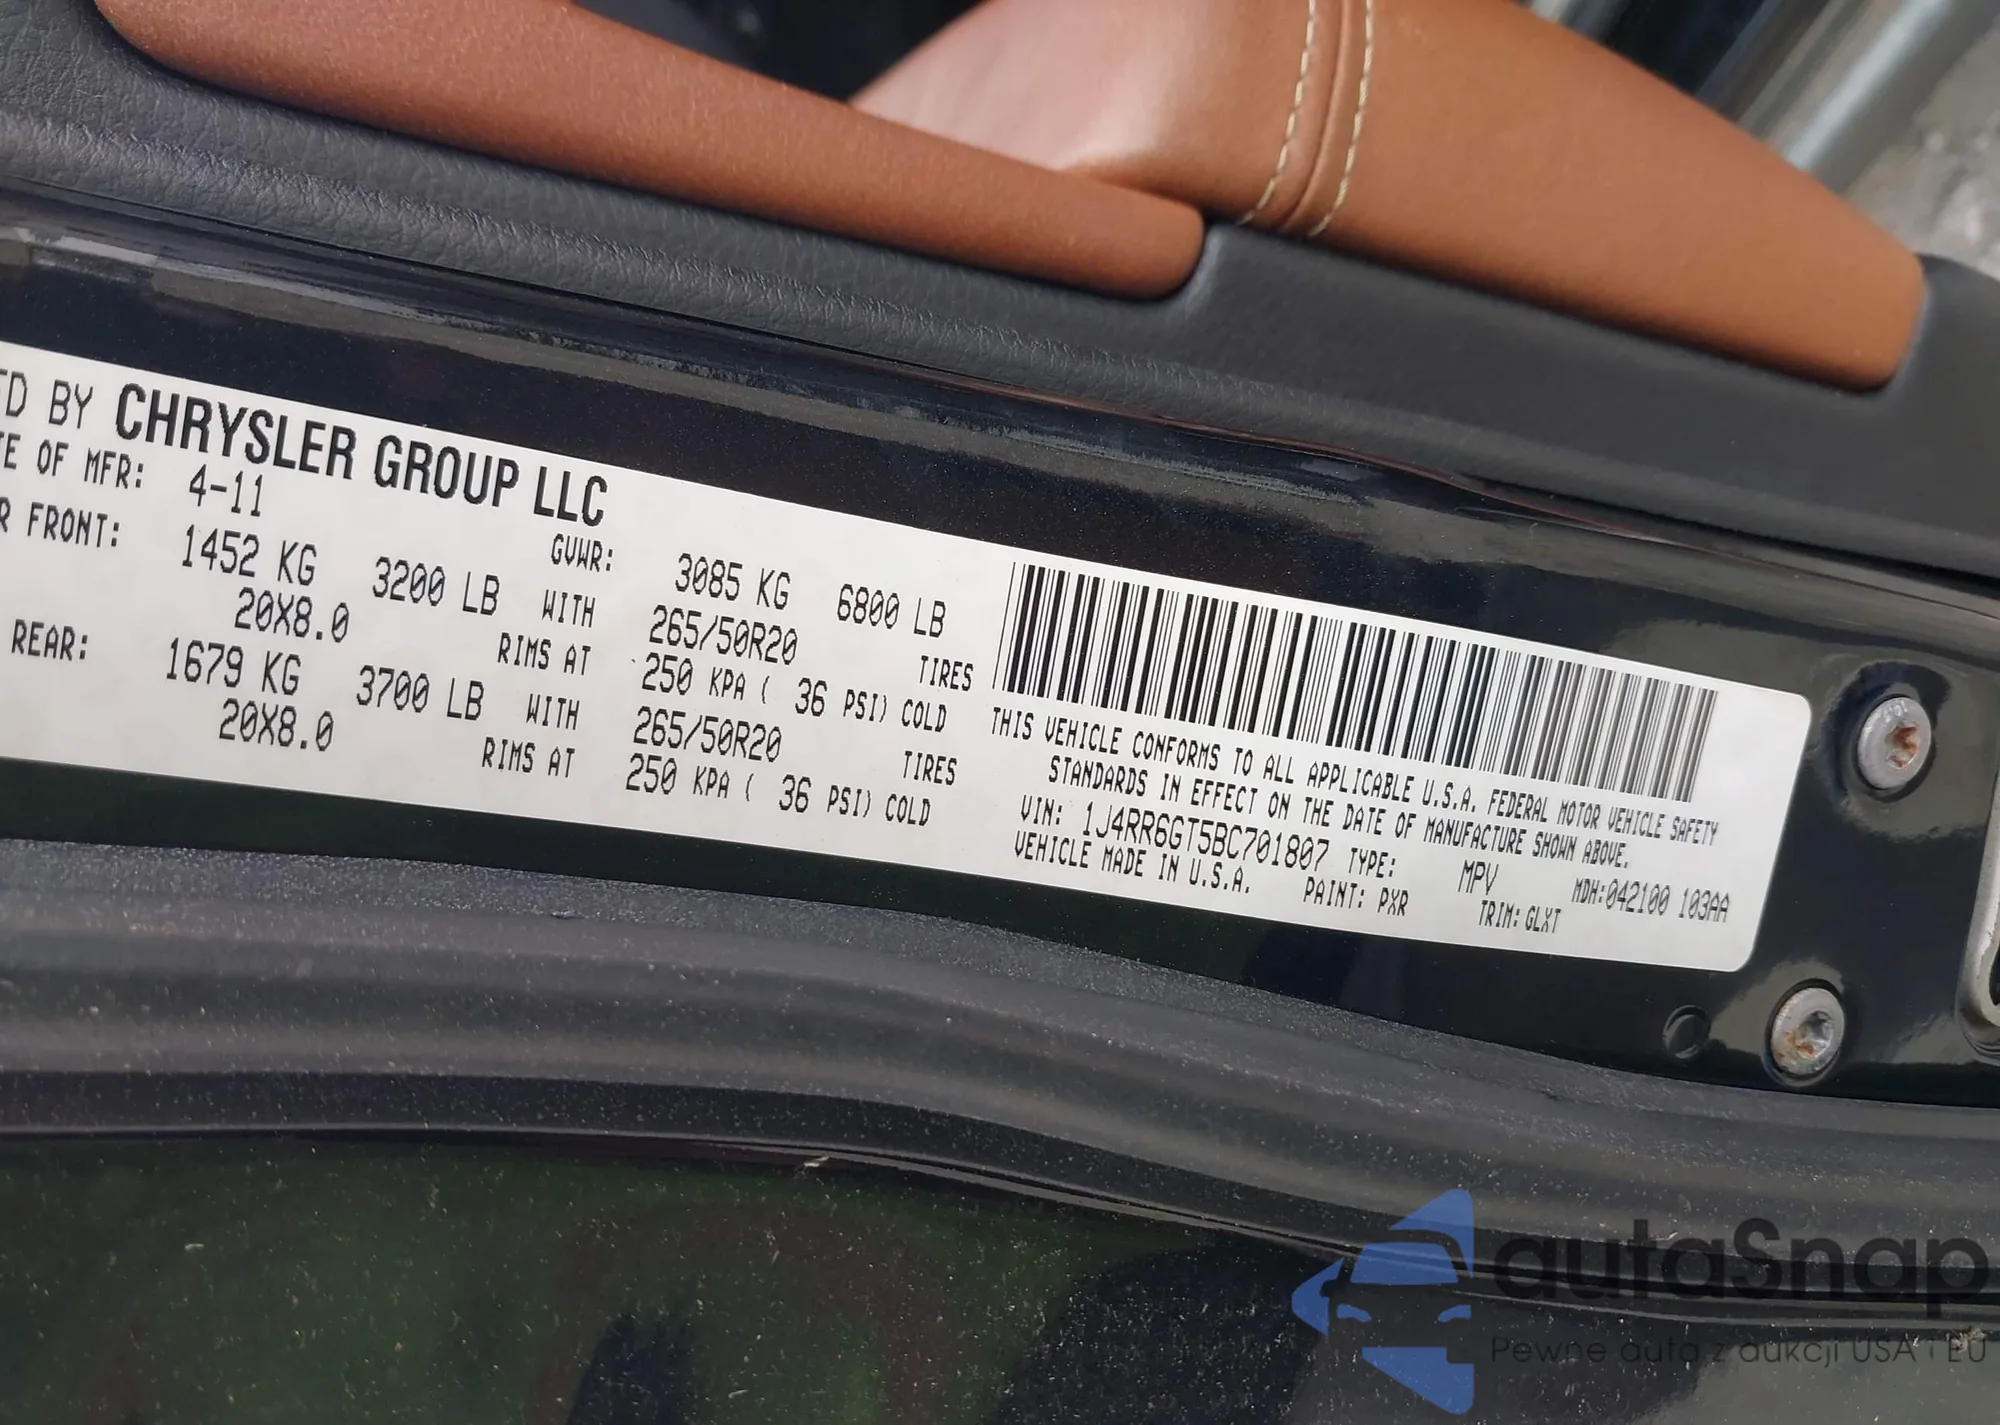 FD BY CHRYSLER GROUP LLC
TE OF MFR: 4-11 GVWR: 3085 KG 6800 LB
R FRONT: 1452 KG 3200 LB WITH 265/50R20 TIRES
20X8.0 RIMS AT 250 KPA ( 36 PSI) COLD
REAR: 1679 KG 3700 LB WITH 265/50R20 TIRES
20X8.0 RIMS AT 250 KPA ( 36 PSI) COLD
THIS VEHICLE CONFORMS TO ALL APPLICABLE U.S.A. FEDERAL MOTOR VEHICLE SAFETY
STANDARDS IN EFFECT ON THE DATE OF MANUFACTURE SHOWN ABOVE.
VIN: 1J4RR6GT5BC701807 TYPE: MPV MDH:042100 103AA
VEHICLE MADE IN U.S.A. PAINT: PXR TRIM: GLXT
autaSnap
Pewne auta z aukcji USA i EU